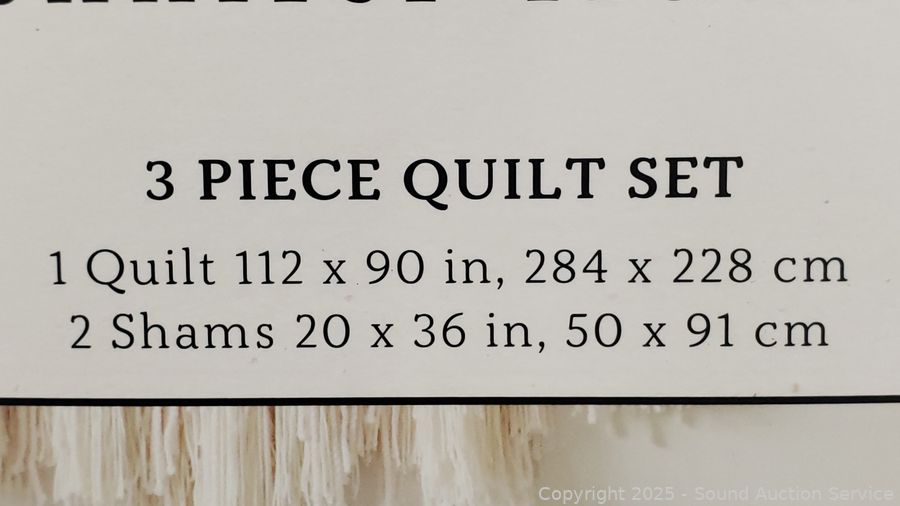 3 PIECE QUILT SET
1 Quilt 112 x 90 in, 284 x 228 cm
2 Shams 20 x 36 in, 50 x 91 cm
Copyright 2025 - Sound Auction Service